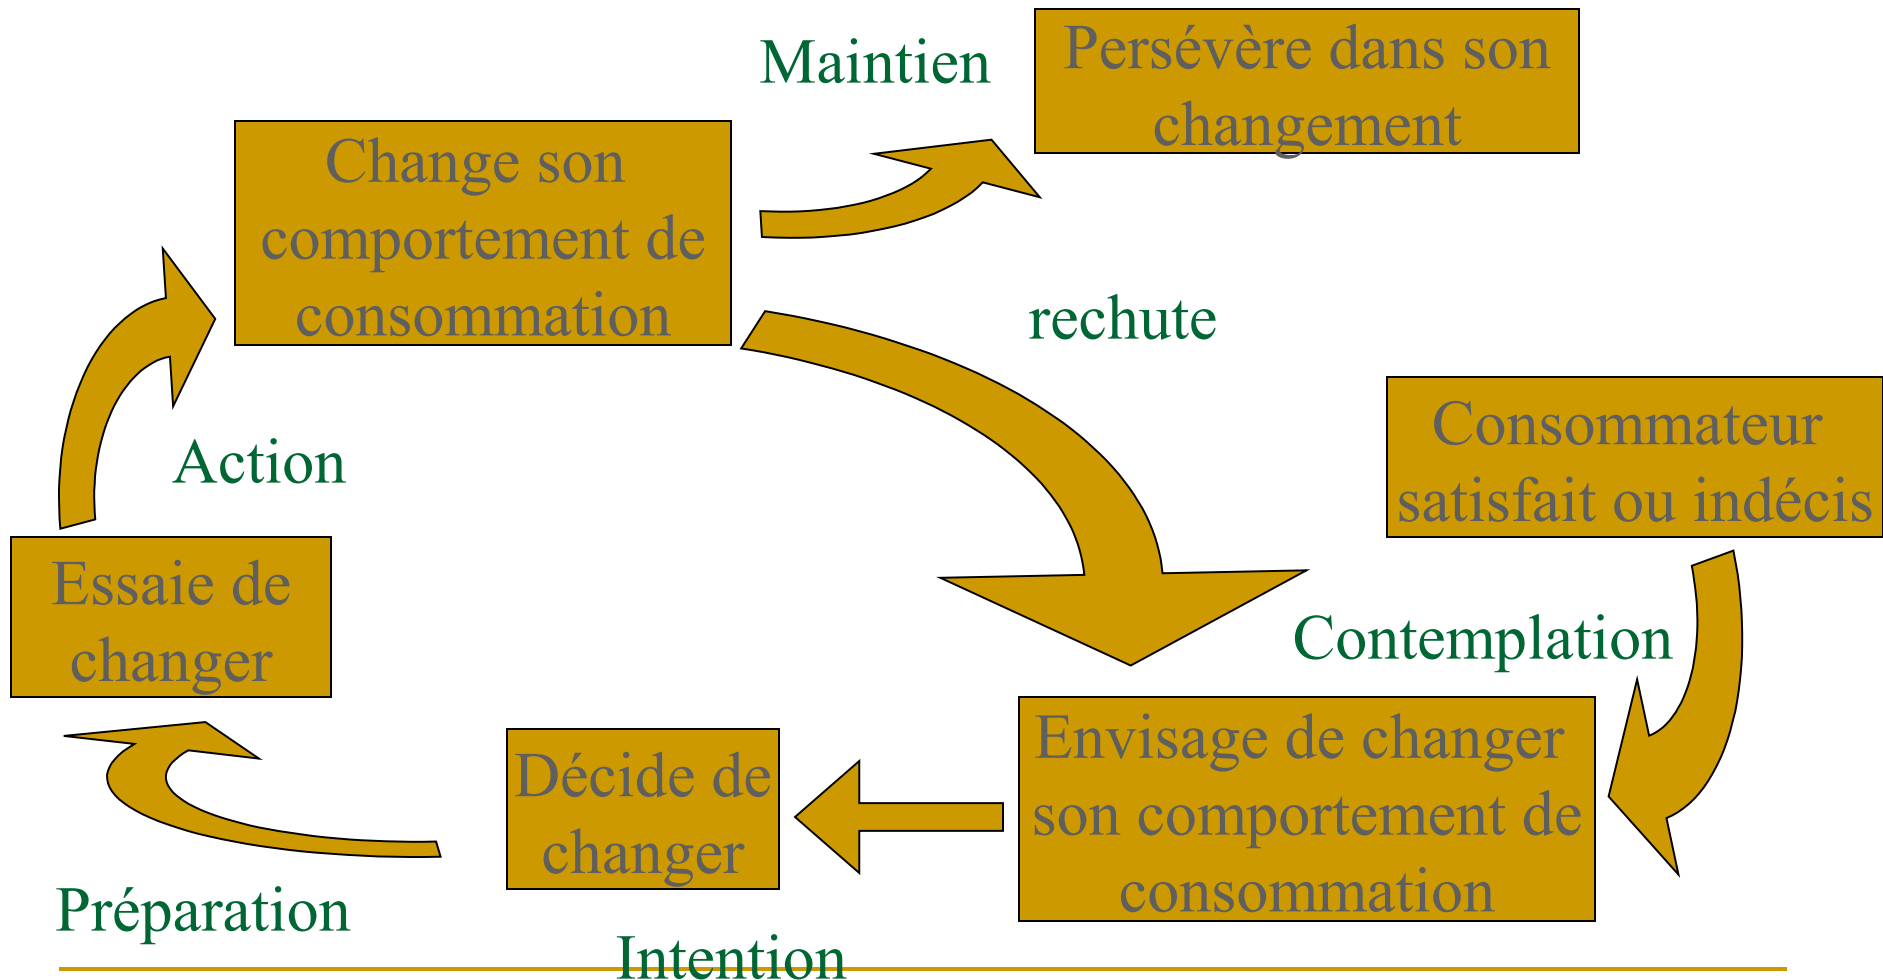 Maintien
Persévère dans son
changement
Change son
comportement de
consommation
rechute
Consommateur
satisfait ou indécis
Action
Essaie de
changer
Contemplation
Envisage de changer
son comportement de
consommation
Décide de
changer
Préparation
Intention